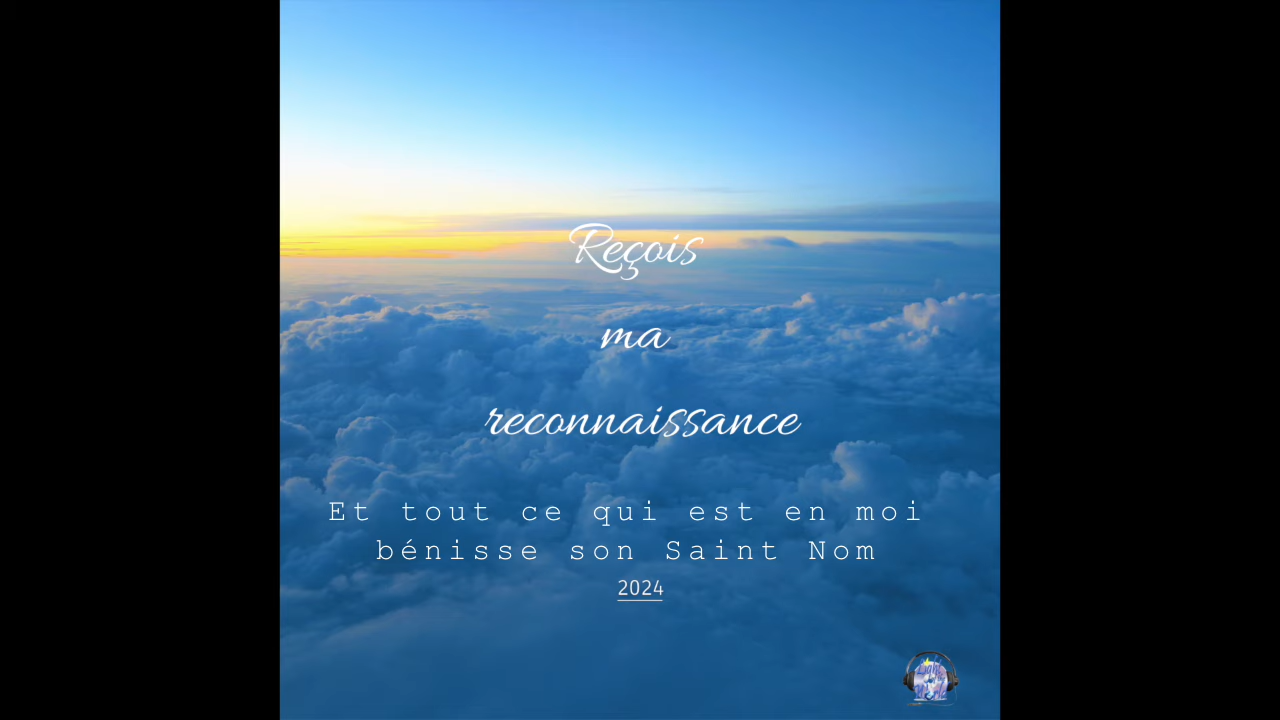 Reçois
ma
reconnaissance
Et tout ce qui est en moi
bénisse son Saint Nom
2024